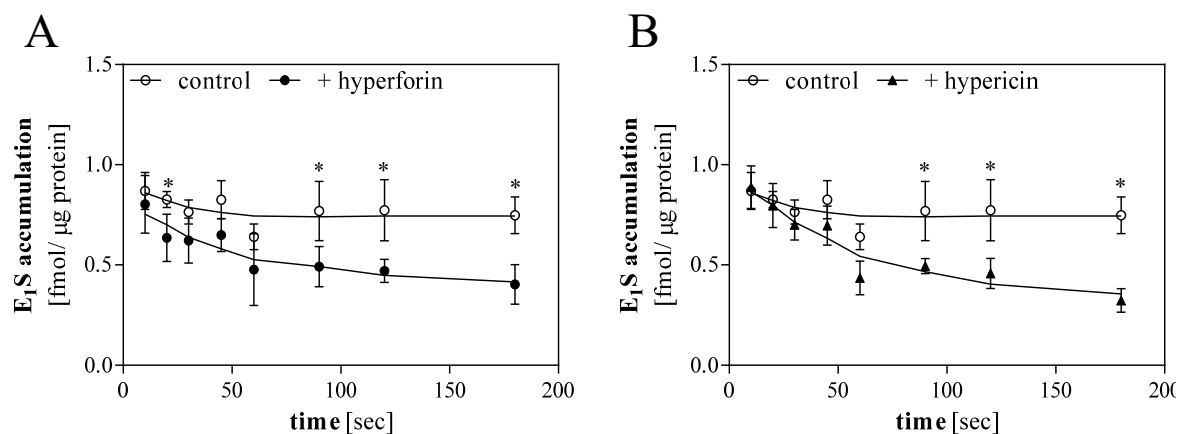 A
1.5
control + hyperforin
1.0
0.5
0.0
* * * *
0 50 100 150 200
time [sec]
E₁S accumulation
[fmol/ μg protein]
B
1.5
control + hypericin
1.0
0.5
0.0
* * *
0 50 100 150 200
time [sec]
E₁S accumulation
[fmol/ μg protein]